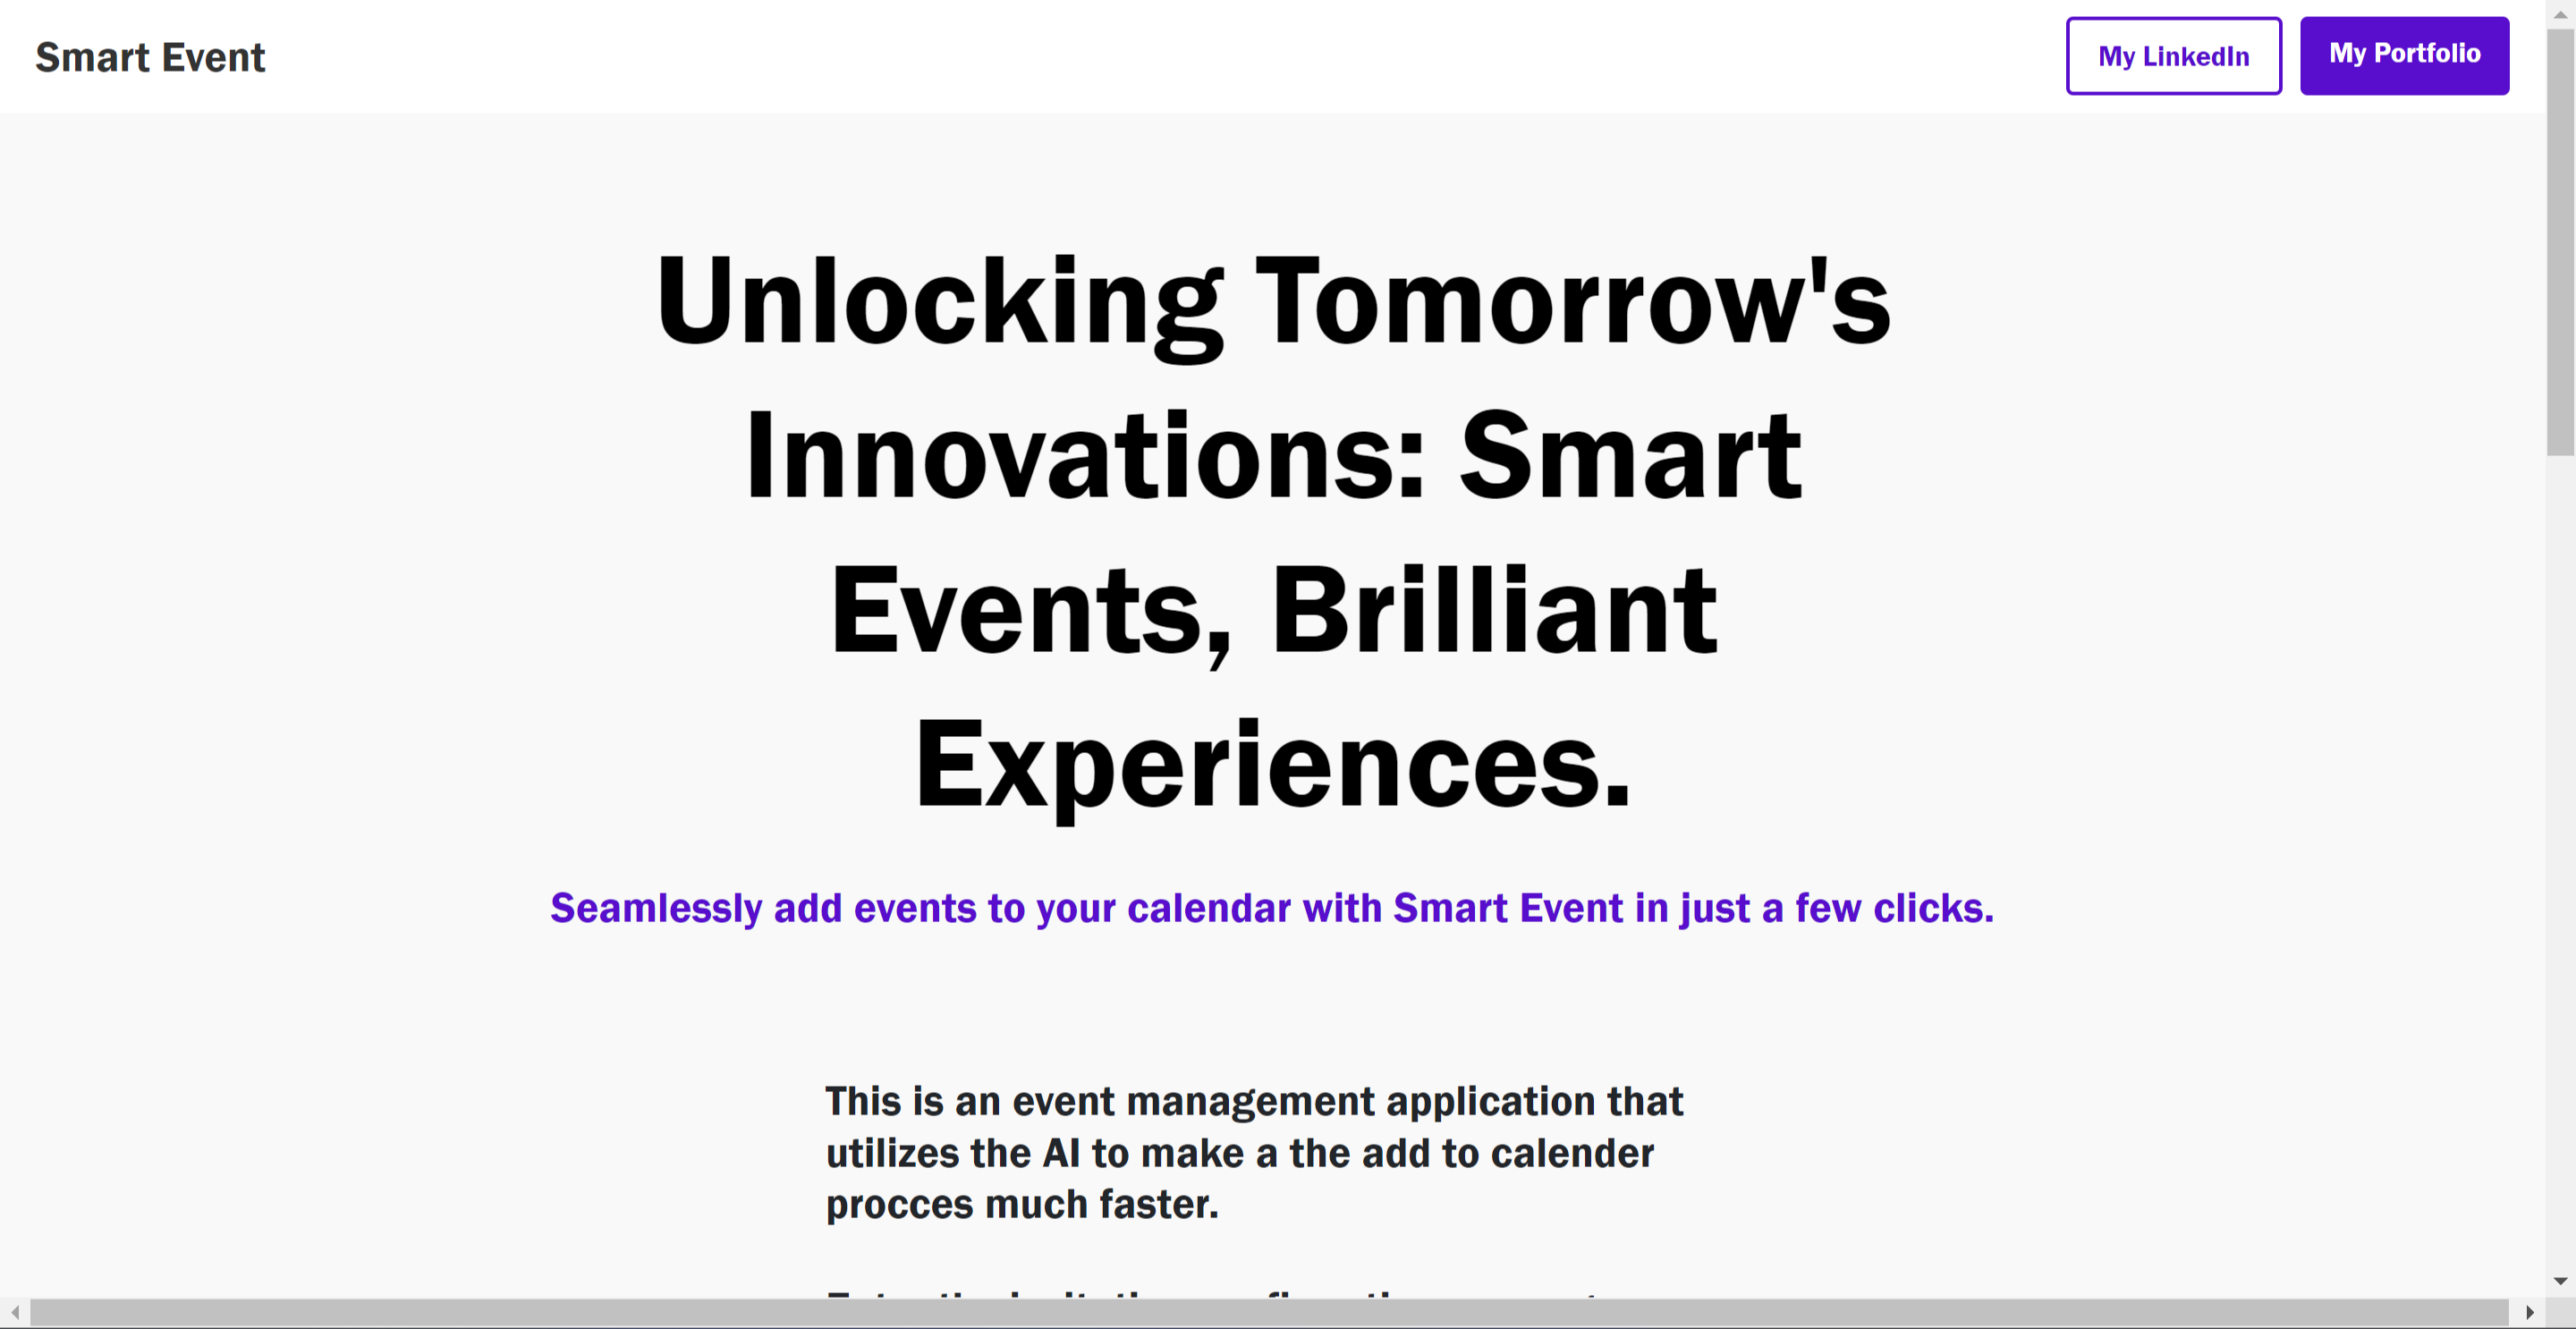 Smart Event
My LinkedIn
My Portfolio
Unlocking Tomorrow's
Innovations: Smart
Events, Brilliant
Experiences.
Seamlessly add events to your calendar with Smart Event in just a few clicks.
This is an event management application that
utilizes the AI to make a the add to calender
procces much faster.